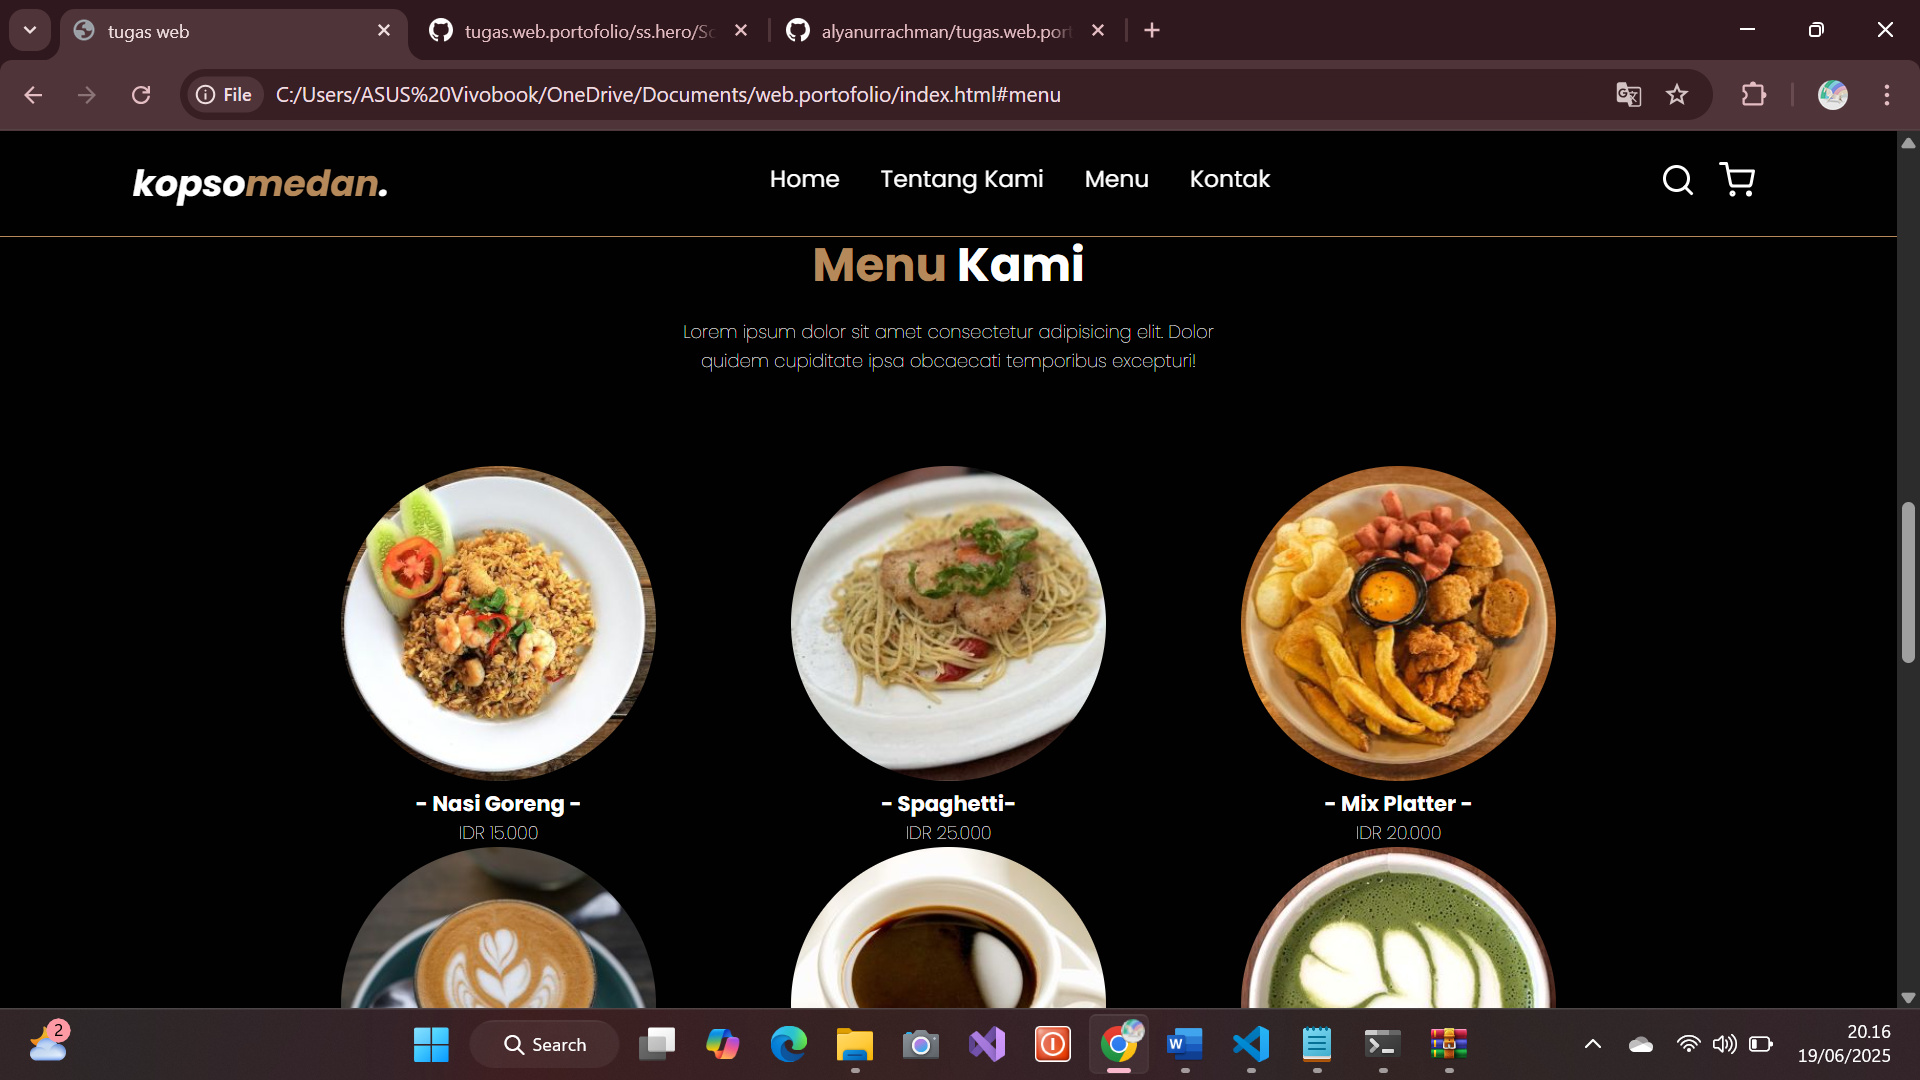 tugas web
tugas.web.portofolio/ss.hero/Sc
alyanurrachman/tugas.web.port
File
C:/Users/ASUS%20Vivobook/OneDrive/Documents/web.portofolio/index.html#menu
kopsomedan.
Home
Tentang Kami
Menu
Kontak
Menu Kami
Lorem ipsum dolor sit amet consectetur adipisicing elit. Dolor
quidem cupiditate ipsa obcaecati temporibus excepturi!
- Nasi Goreng -
IDR 15.000
- Spaghetti-
IDR 25.000
- Mix Platter -
IDR 20.000
2
Search
20.16
19/06/2025